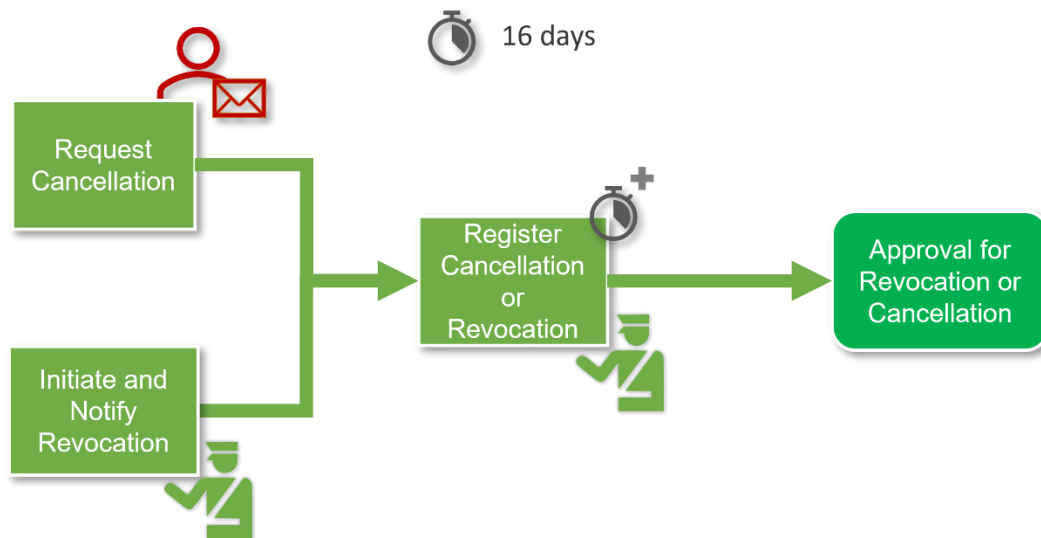 16 days
Request
Cancellation
Register
Cancellation
or
Revocation
Approval for
Revocation or
Cancellation
Initiate and
Notify
Revocation